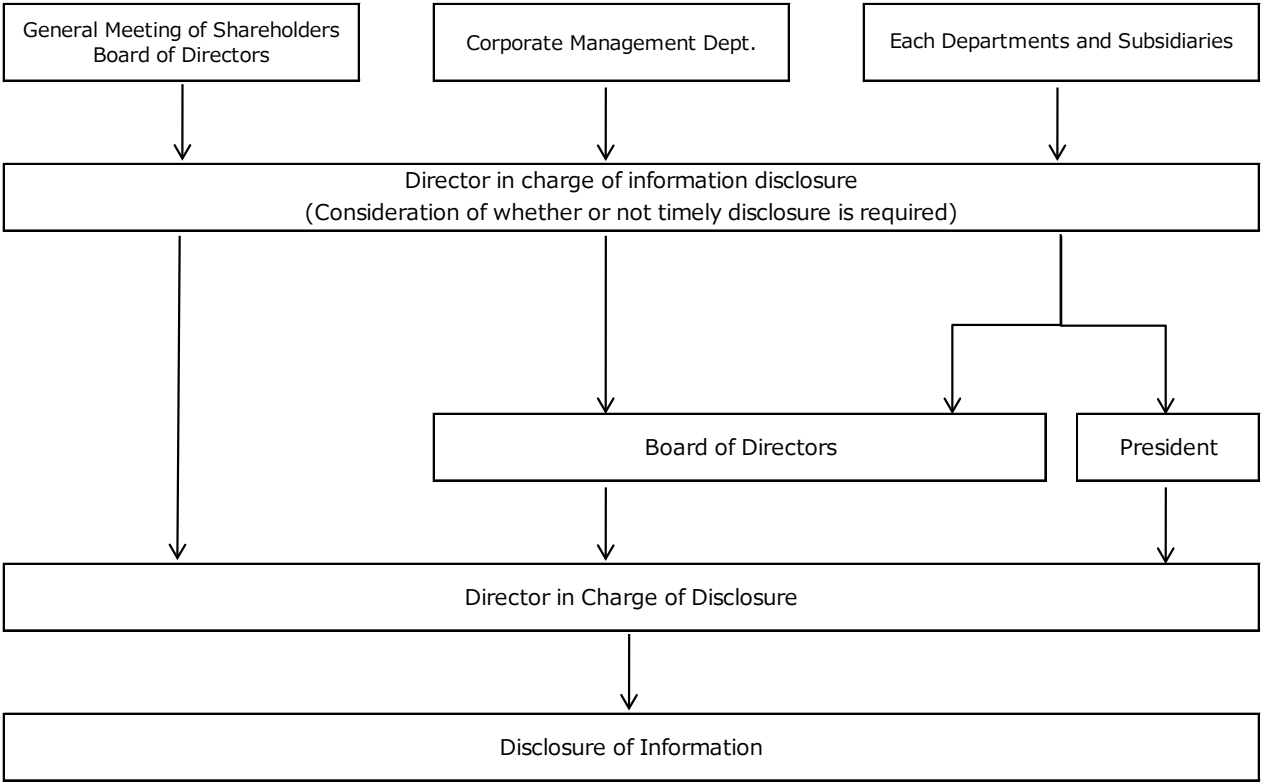 General Meeting of Shareholders
Board of Directors
Corporate Management Dept.
Each Departments and Subsidiaries
Director in charge of information disclosure
(Consideration of whether or not timely disclosure is required)
Board of Directors
President
Director in Charge of Disclosure
Disclosure of Information